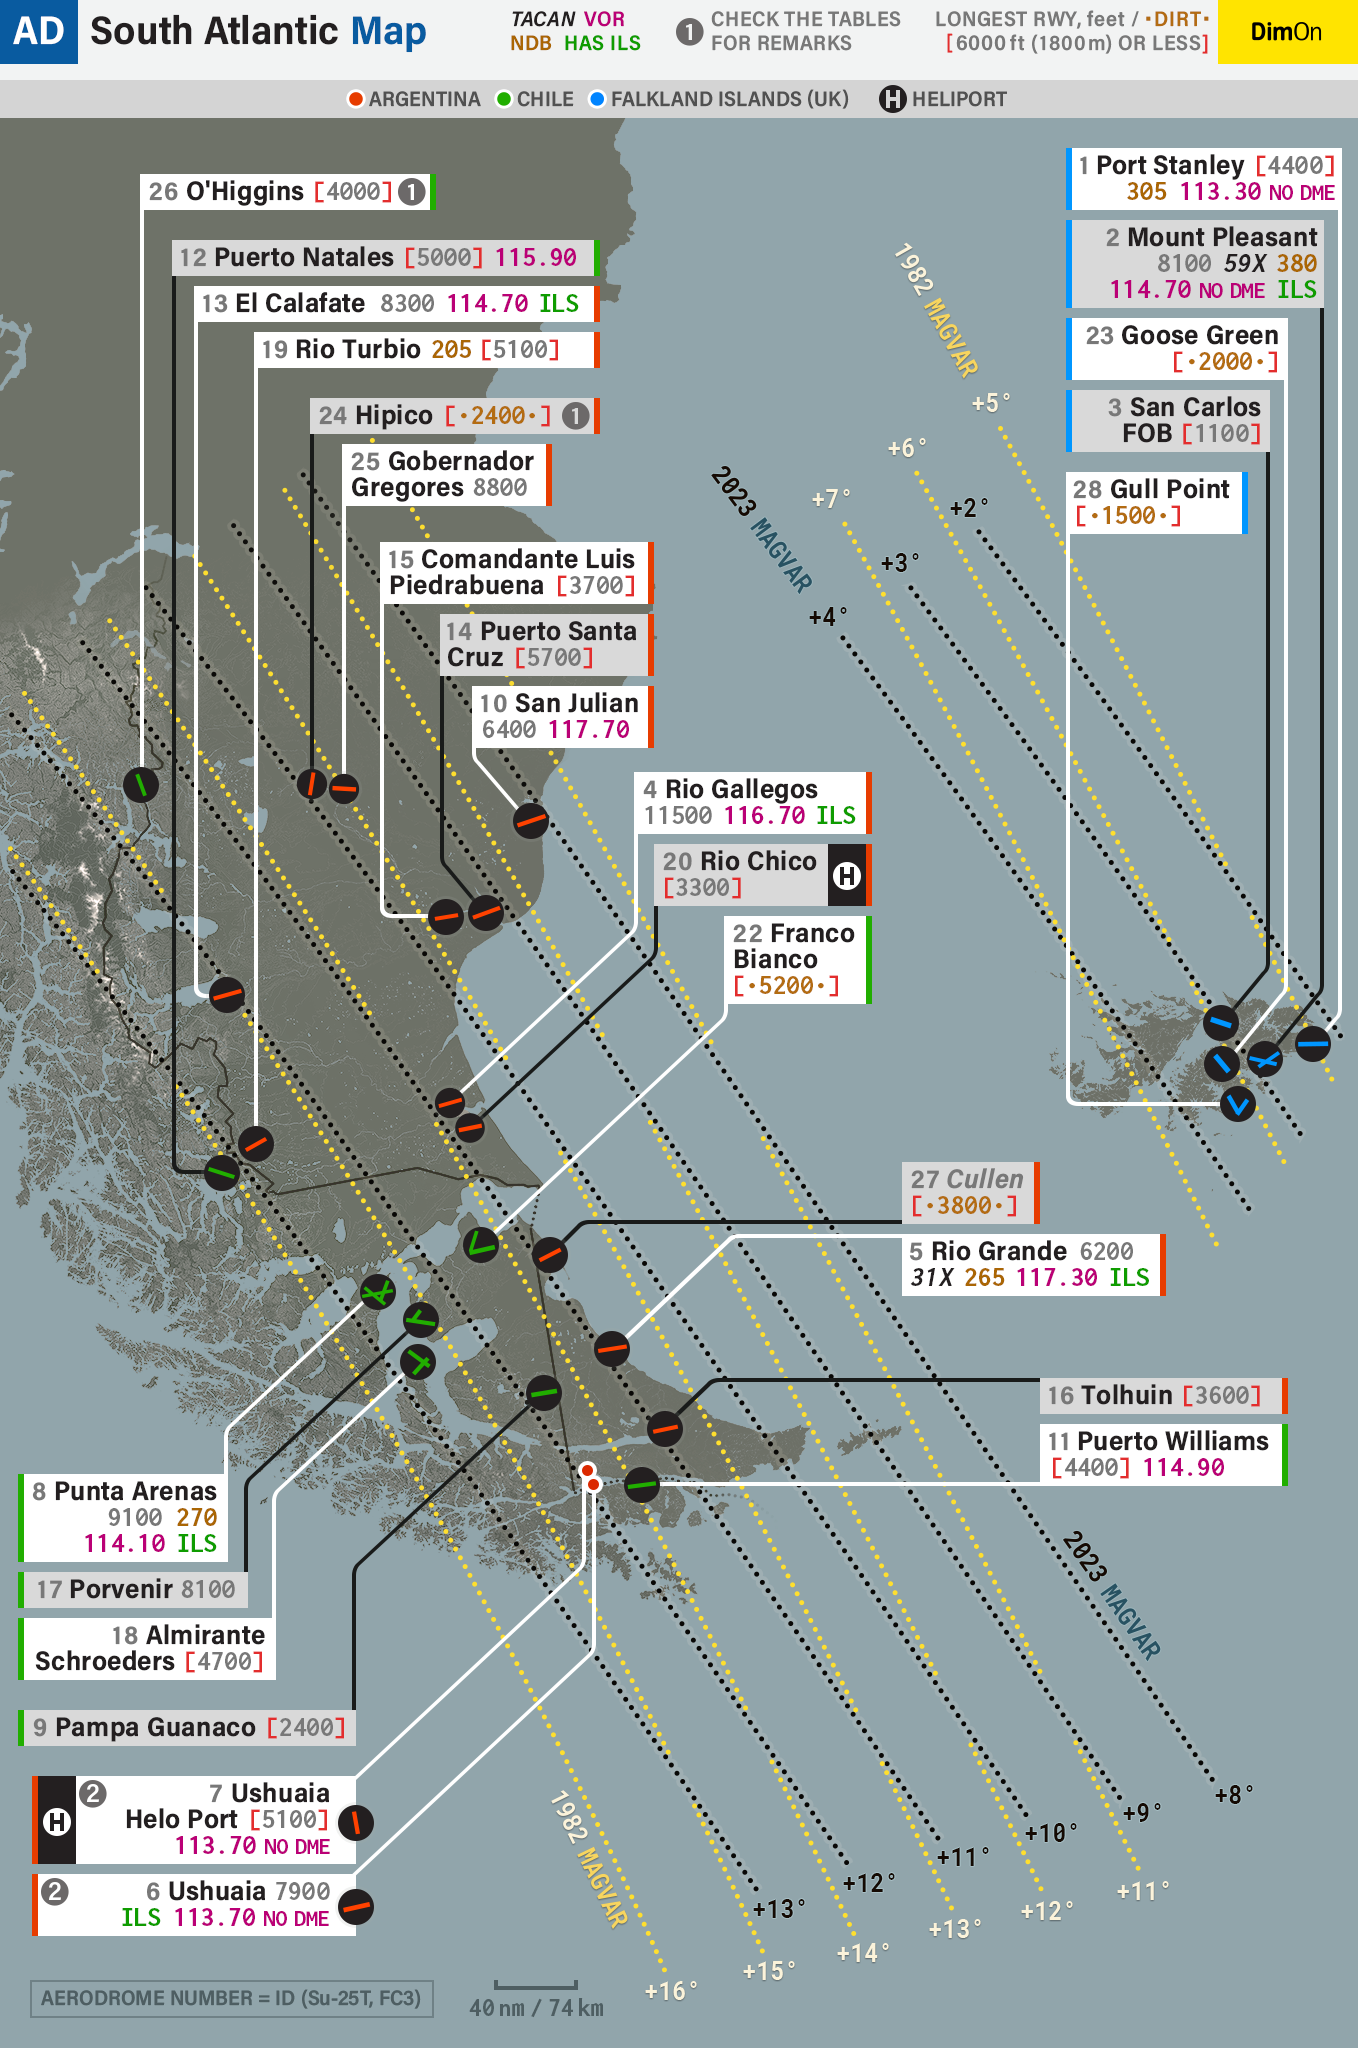 AD South Atlantic Map
TACAN VOR
NDB HAS ILS
1 CHECK THE TABLES
FOR REMARKS
LONGEST RWY, feet / •DIRT•
[6000 ft (1800 m) OR LESS]
DimOn
ARGENTINA CHILE FALKLAND ISLANDS (UK) H HELIPORT
26 O'Higgins [4000] 1
12 Puerto Natales [5000] 115.90
13 El Calafate 8300 114.70 ILS
19 Rio Turbio 205 [5100]
24 Hipico [•2400•] 1
25 Gobernador
Gregores 8800
15 Comandante Luis
Piedrabuena [3700]
14 Puerto Santa
Cruz [5700]
10 San Julian
6400 117.70
1 Port Stanley [4400]
305 113.30 NO DME
2 Mount Pleasant
8100 59X 380
114.70 NO DME ILS
23 Goose Green
[•2000•]
3 San Carlos
FOB [1100]
28 Gull Point
[•1500•]
1982 MAGVAR
+5°
+6°
+7°
2023 MAGVAR
+2°
+3°
+4°
4 Rio Gallegos
11500 116.70 ILS
20 Rio Chico
[3300]
H
22 Franco
Bianco
[•5200•]
27 Cullen
[•3800•]
5 Rio Grande 6200
31X 265 117.30 ILS
16 Tolhuin [3600]
11 Puerto Williams
[4400] 114.90
8 Punta Arenas
9100 270
114.10 ILS
17 Porvenir 8100
18 Almirante
Schroeders [4700]
9 Pampa Guanaco [2400]
H 2 7 Ushuaia
Helo Port [5100]
113.70 NO DME
2 6 Ushuaia 7900
ILS 113.70 NO DME
2023 MAGVAR
+8°
+9°
+10°
+11°
+12°
+13°
1982 MAGVAR
+11°
+12°
+13°
+14°
+15°
+16°
AERODROME NUMBER = ID (Su-25T, FC3)
40 nm / 74 km